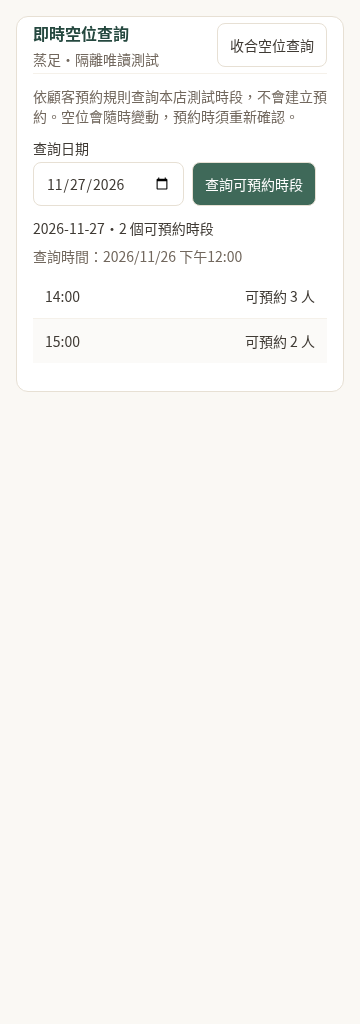 即時空位查詢
蒸足・隔離唯讀測試
收合空位查詢
依顧客預約規則查詢本店測試時段，不會建立預
約。空位會隨時變動，預約時須重新確認。
查詢日期
11/27/2026
查詢可預約時段
2026-11-27・2 個可預約時段
查詢時間：2026/11/26 下午12:00
14:00 可預約 3 人
15:00 可預約 2 人